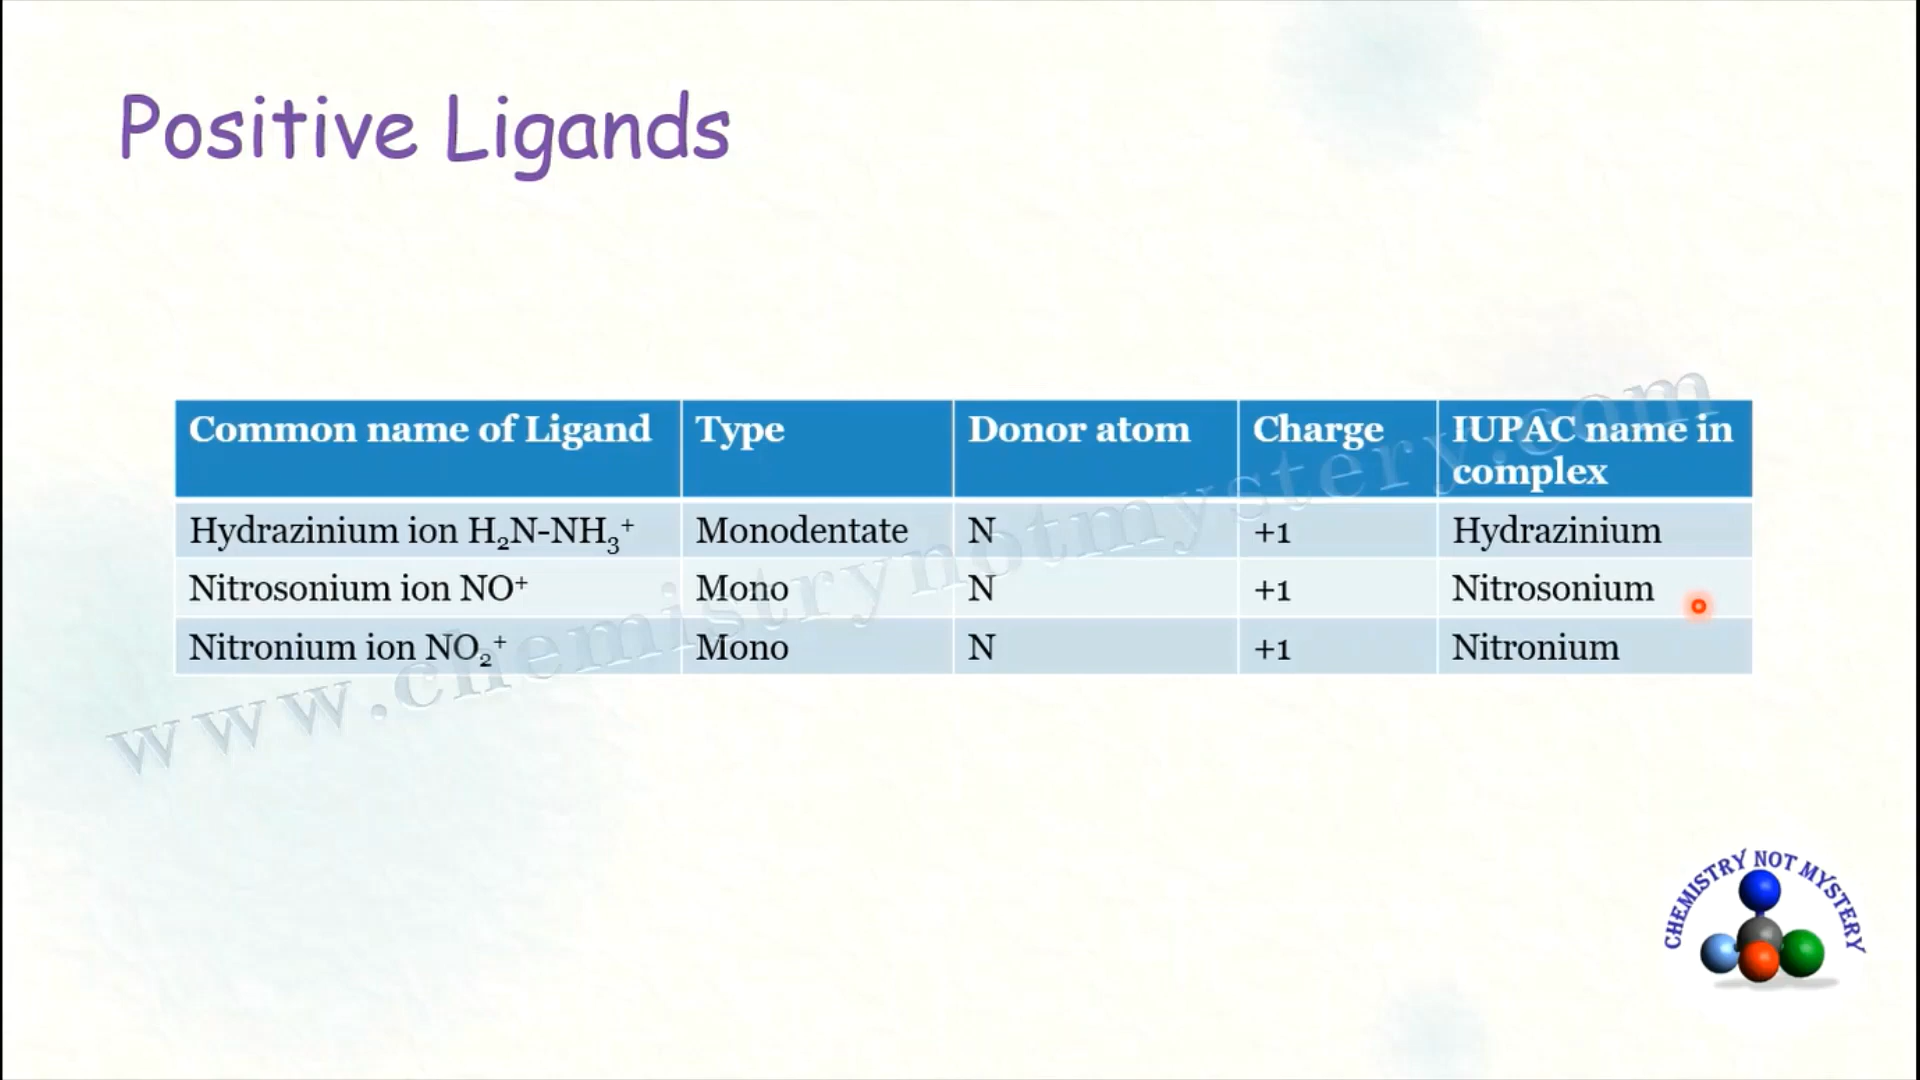 Positive Ligands
Common name of Ligand Type Donor atom Charge IUPAC name in
complex
Hydrazinium ion H₂N-NH₃⁺ Monodentate N +1 Hydrazinium
Nitrosonium ion NO⁺ Mono N +1 Nitrosonium
Nitronium ion NO₂⁺ Mono N +1 Nitronium
www.chemistrynotmystery.com
CHEMISTRY NOT MYSTERY